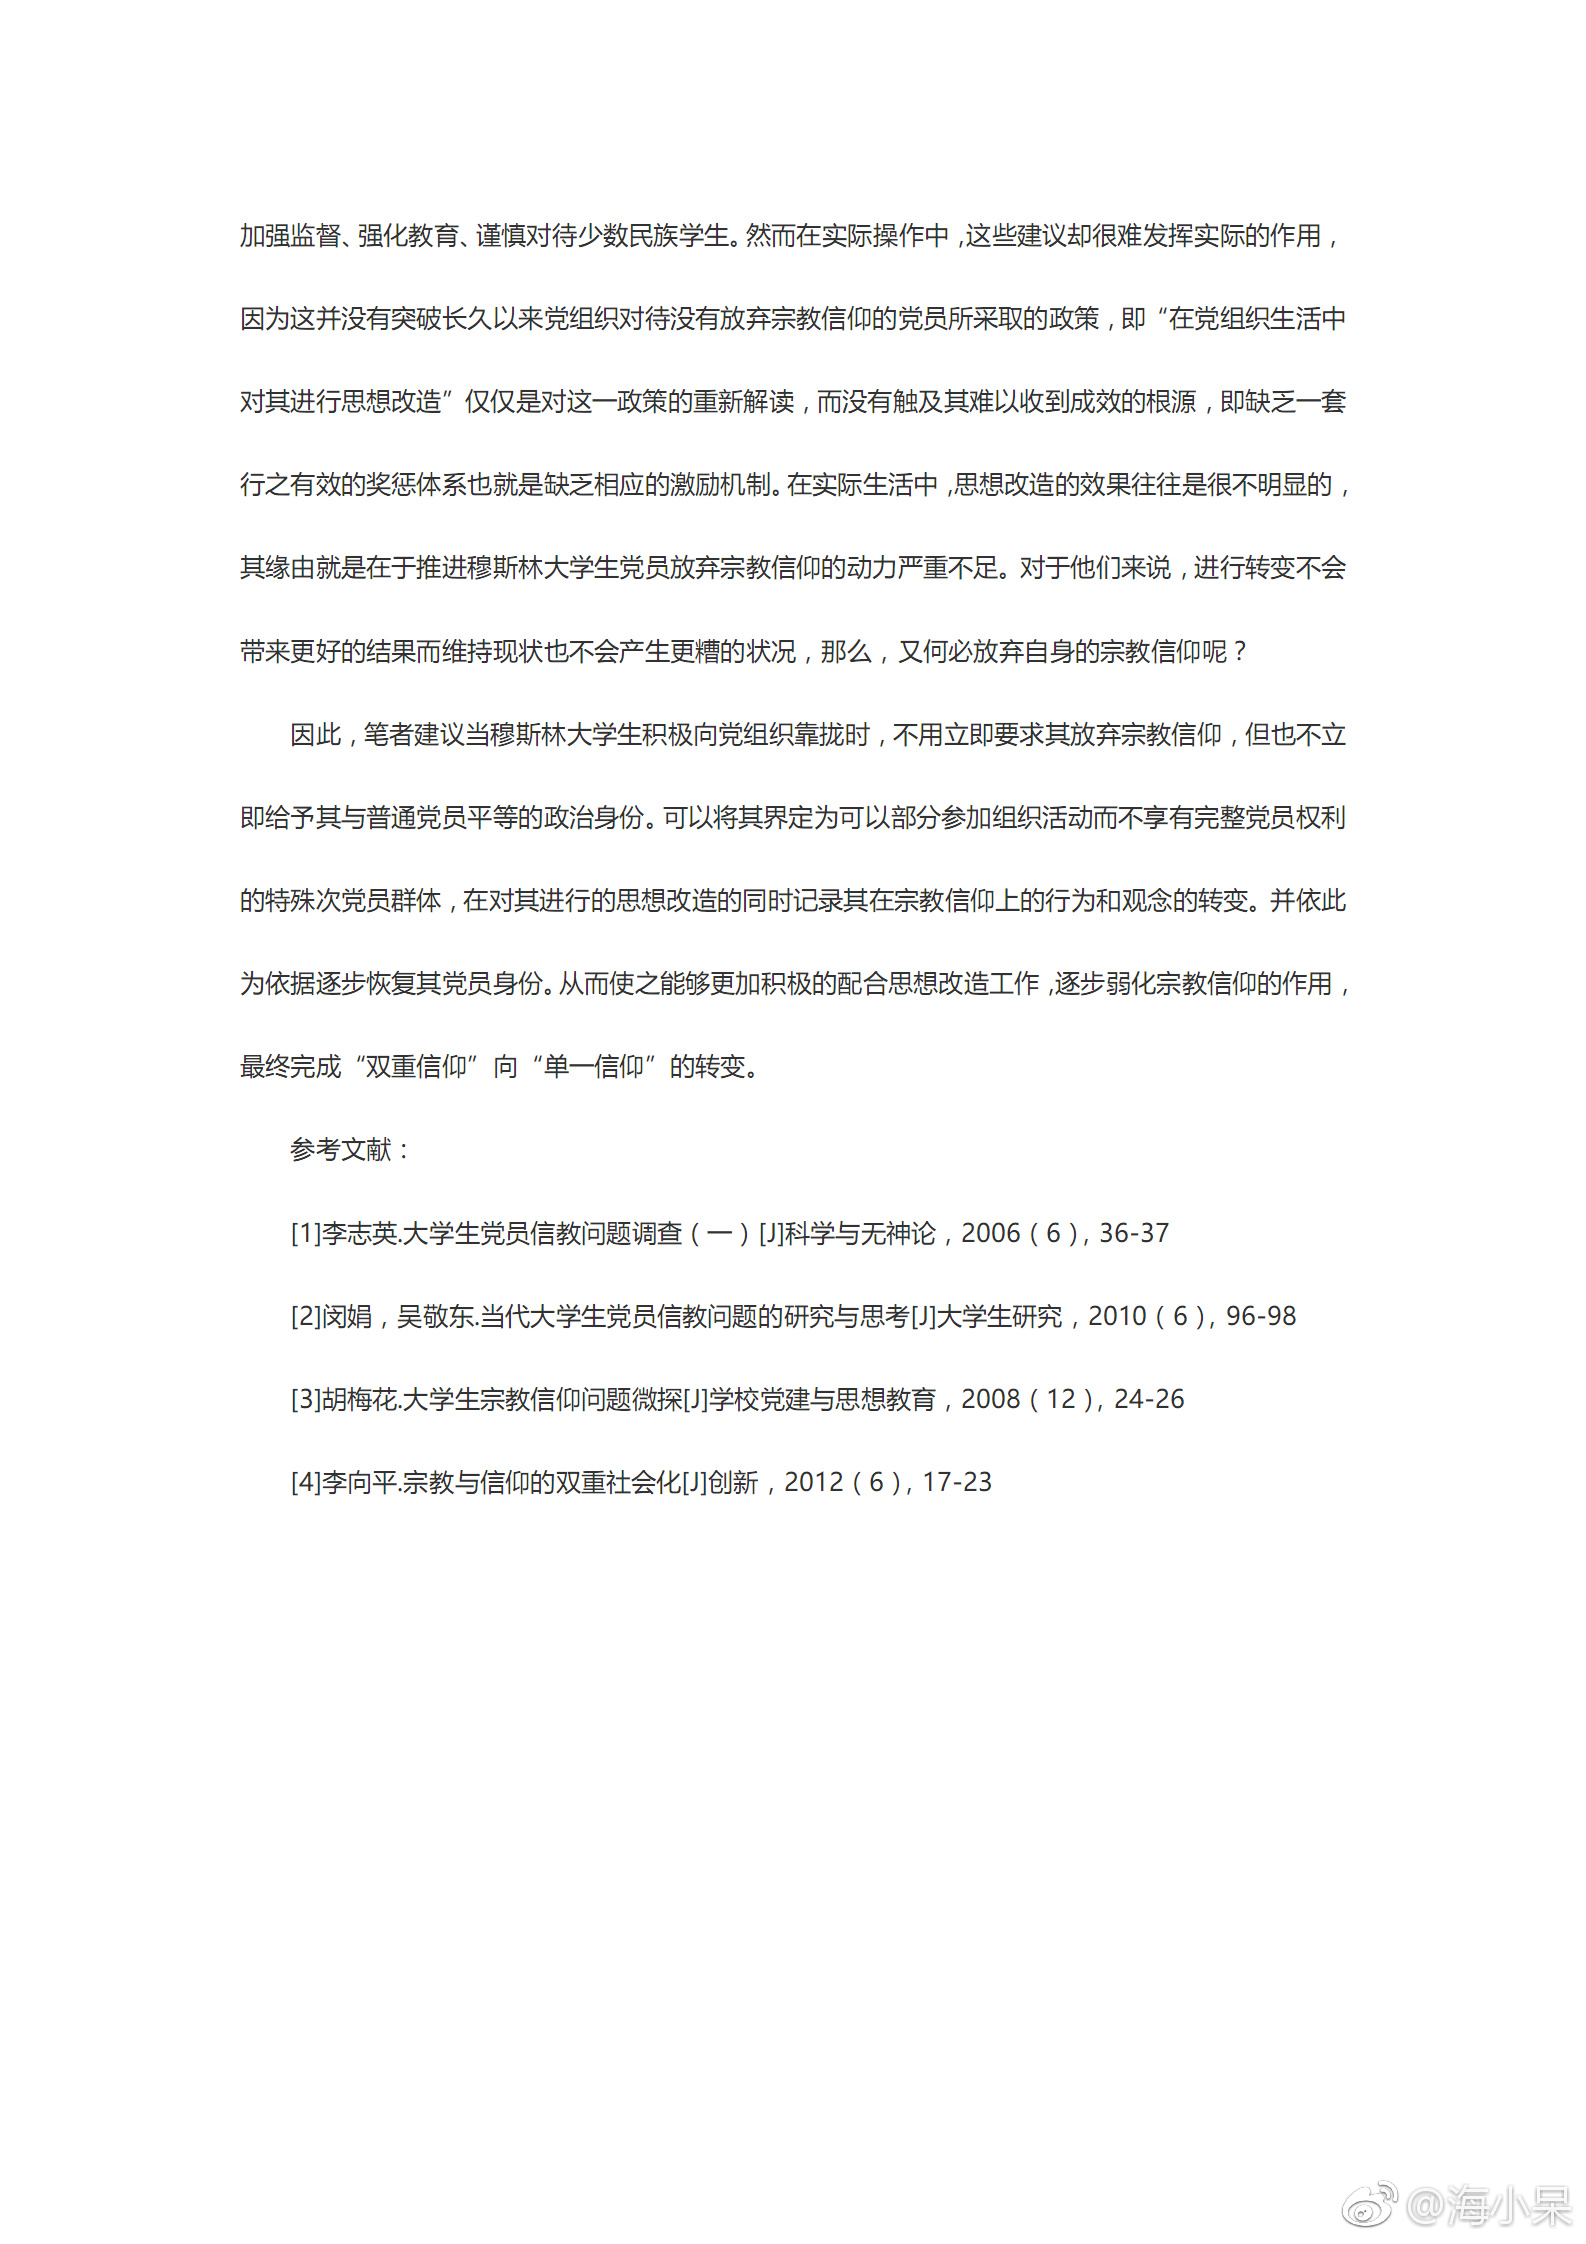 加强监督、强化教育、谨慎对待少数民族学生。然而在实际操作中，这些建议却很难发挥实际的作用，
因为这并没有突破长久以来党组织对待没有放弃宗教信仰的党员所采取的政策，即“在党组织生活中
对其进行思想改造”仅仅是对这一政策的重新解读，而没有触及其难以收到成效的根源，即缺乏一套
行之有效的奖惩体系也就是缺乏相应的激励机制。在实际生活中，思想改造的效果往往是很不明显的，
其缘由就是在于推进穆斯林大学生党员放弃宗教信仰的动力严重不足。对于他们来说，进行转变不会
带来更好的结果而维持现状也不会产生更糟的状况，那么，又何必放弃自身的宗教信仰呢？
因此，笔者建议当穆斯林大学生积极向党组织靠拢时，不用立即要求其放弃宗教信仰，但也不立
即给予其与普通党员平等的政治身份。可以将其界定为可以部分参加组织活动而不享有完整党员权利
的特殊次党员群体，在对其进行的思想改造的同时记录其在宗教信仰上的行为和观念的转变。并依此
为依据逐步恢复其党员身份。从而使之能够更加积极的配合思想改造工作，逐步弱化宗教信仰的作用，
最终完成“双重信仰”向“单一信仰”的转变。
参考文献：
[1]李志英.大学生党员信教问题调查（一）[J]科学与无神论，2006（6），36-37
[2]闵娟，吴敬东.当代大学生党员信教问题的研究与思考[J]大学生研究，2010（6），96-98
[3]胡梅花.大学生宗教信仰问题微探[J]学校党建与思想教育，2008（12），24-26
[4]李向平.宗教与信仰的双重社会化[J]创新，2012（6），17-23
@海小呆